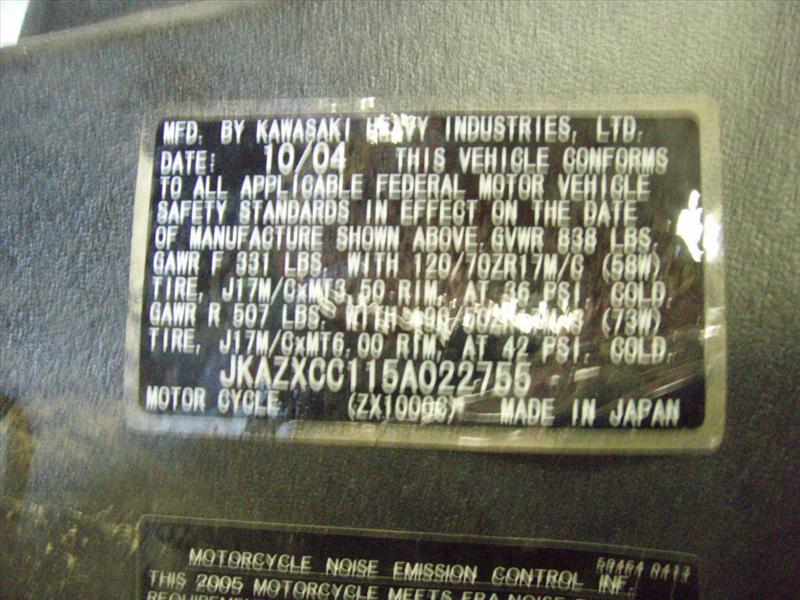 MFD. BY KAWASAKI HEAVY INDUSTRIES, LTD.
DATE: 10/04 THIS VEHICLE CONFORMS
TO ALL APPLICABLE FEDERAL MOTOR VEHICLE
SAFETY STANDARDS IN EFFECT ON THE DATE
OF MANUFACTURE SHOWN ABOVE. GVWR 838 LBS.
GAWR F 331 LBS. WITH 120/70ZR17M/C (58W)
TIRE, J17M/CxMT3.50 RIM, AT 36 PSI. COLD.
GAWR R 507 LBS. WITH (73W)
TIRE, J17M/CxMT6.00 RIM, AT 42 PSI. COLD.
JKAZXCC115A022755
MOTOR CYCLE MADE IN JAPAN
MOTORCYCLE NOISE EMISSION CONTROL INF.
THIS 2005 MOTORCYCLE MEETS EPA NOISE